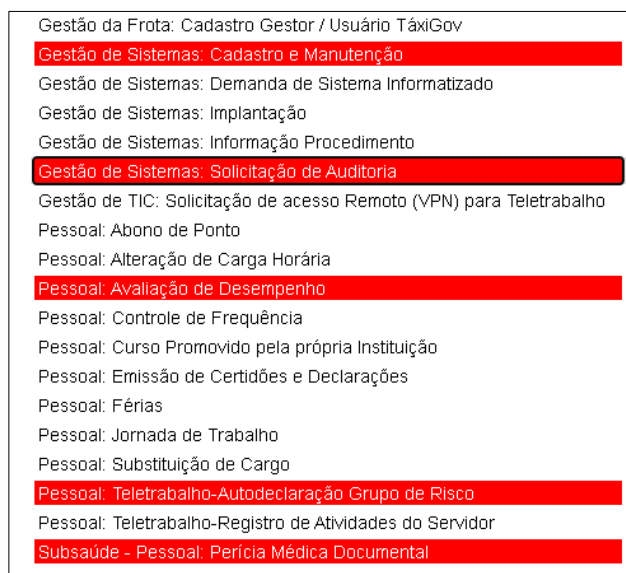 Gestão da Frota: Cadastro Gestor / Usuário TáxiGov
Gestão de Sistemas: Cadastro e Manutenção
Gestão de Sistemas: Demanda de Sistema Informatizado
Gestão de Sistemas: Implantação
Gestão de Sistemas: Informação Procedimento
Gestão de Sistemas: Solicitação de Auditoria
Gestão de TIC: Solicitação de acesso Remoto (VPN) para Teletrabalho
Pessoal: Abono de Ponto
Pessoal: Alteração de Carga Horária
Pessoal: Avaliação de Desempenho
Pessoal: Controle de Frequência
Pessoal: Curso Promovido pela própria Instituição
Pessoal: Emissão de Certidões e Declarações
Pessoal: Férias
Pessoal: Jornada de Trabalho
Pessoal: Substituição de Cargo
Pessoal: Teletrabalho-Autodeclaração Grupo de Risco
Pessoal: Teletrabalho-Registro de Atividades do Servidor
Subsaúde - Pessoal: Perícia Médica Documental